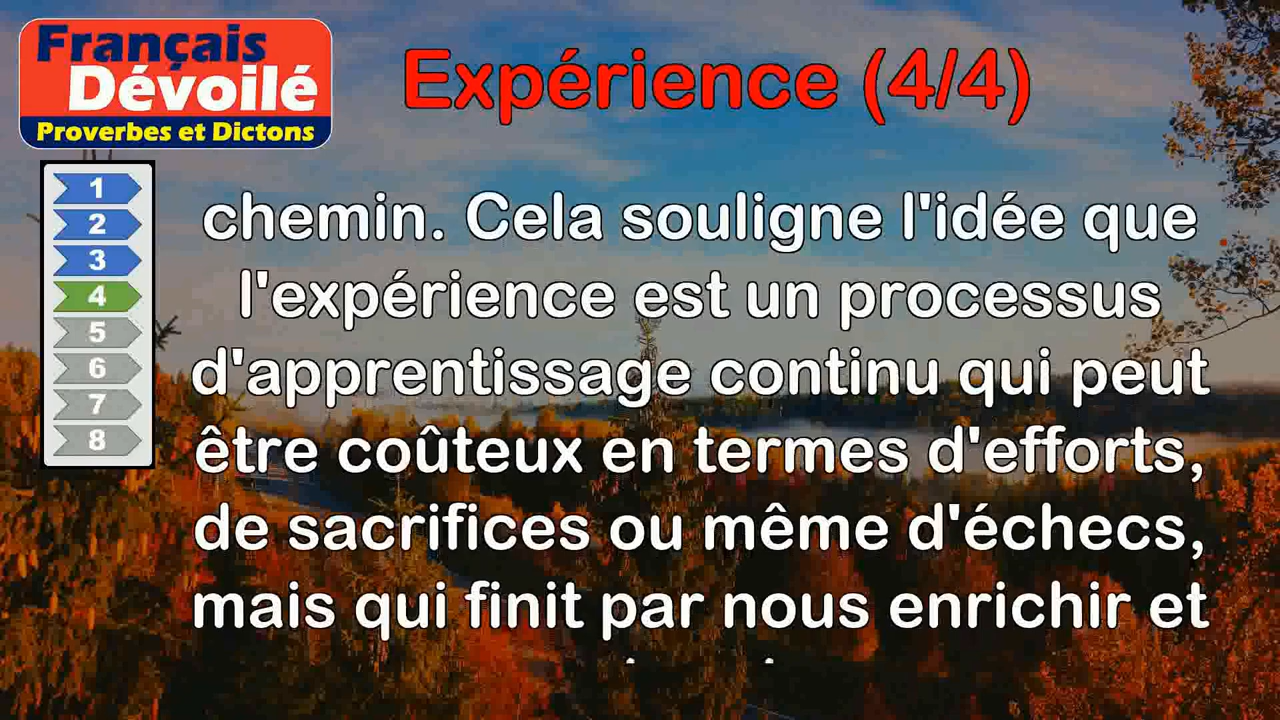 Français
Dévoilé
Proverbes et Dictons
Expérience (4/4)
1
2
3
4
5
6
7
8
chemin. Cela souligne l'idée que
l'expérience est un processus
d'apprentissage continu qui peut
être coûteux en termes d'efforts,
de sacrifices ou même d'échecs,
mais qui finit par nous enrichir et